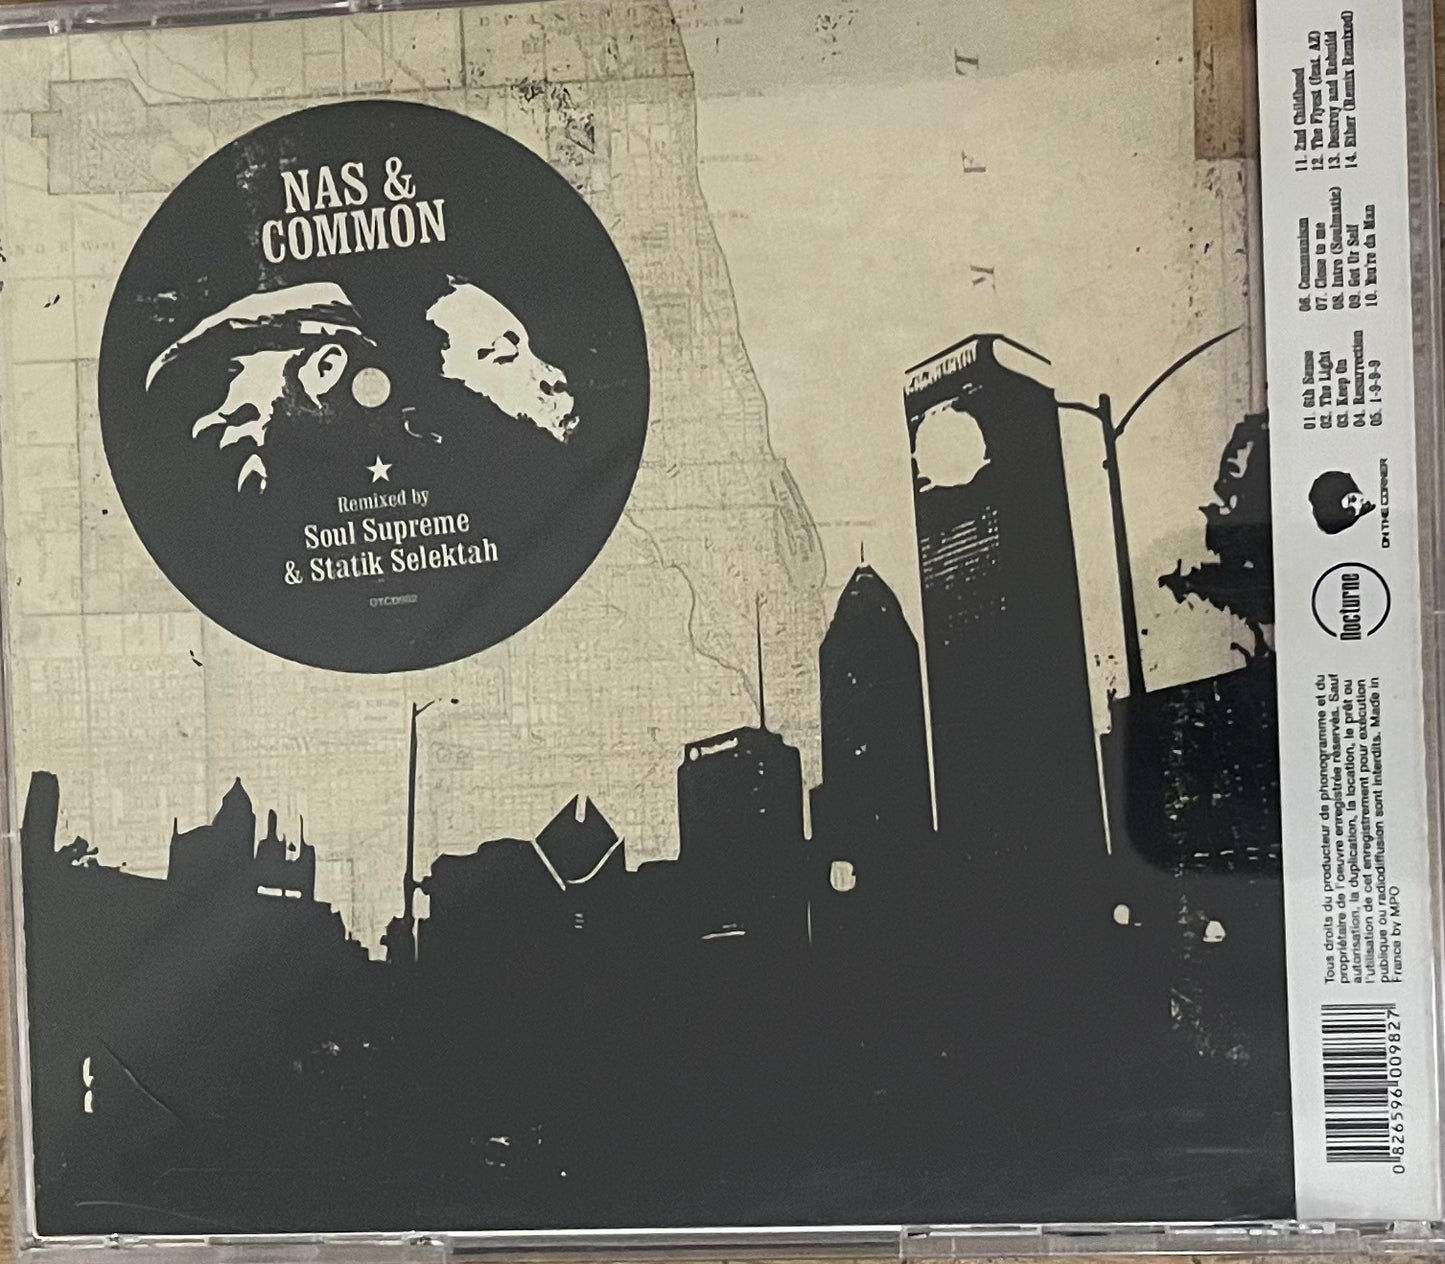 NAS &
COMMON
Remixed by
Soul Supreme
& Statik Selektah
OTCD982
T
F
M
01. 6th Sense
02. The Light
03. Keep On
04. Resurrection
05. 1-9-9-9
06. Communism
07. Close to me
08. Intro (Soulmatic)
09. Got Ur Self
10. You're da Man
11. 2nd Childhood
12. The Flyest (feat. AZ)
13. Destroy and Rebuild
14. Ether (Remix Remixed)
ON THE CORNER
nocturne
Tous droits du producteur de phonogramme et du
propriétaire de l'oeuvre enregistrée réservés. Sauf
autorisation, la duplication, la location, le prêt ou
l'utilisation de cet enregistrement pour exécution
publique ou radiodiffusion sont interdits. Made in
France by MPO
0 826596 009827